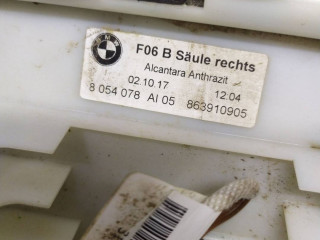 F06 B Säule rechts
Alcantara Anthrazit
02.10.17 12:04
8 054 078 AI 05 863910905